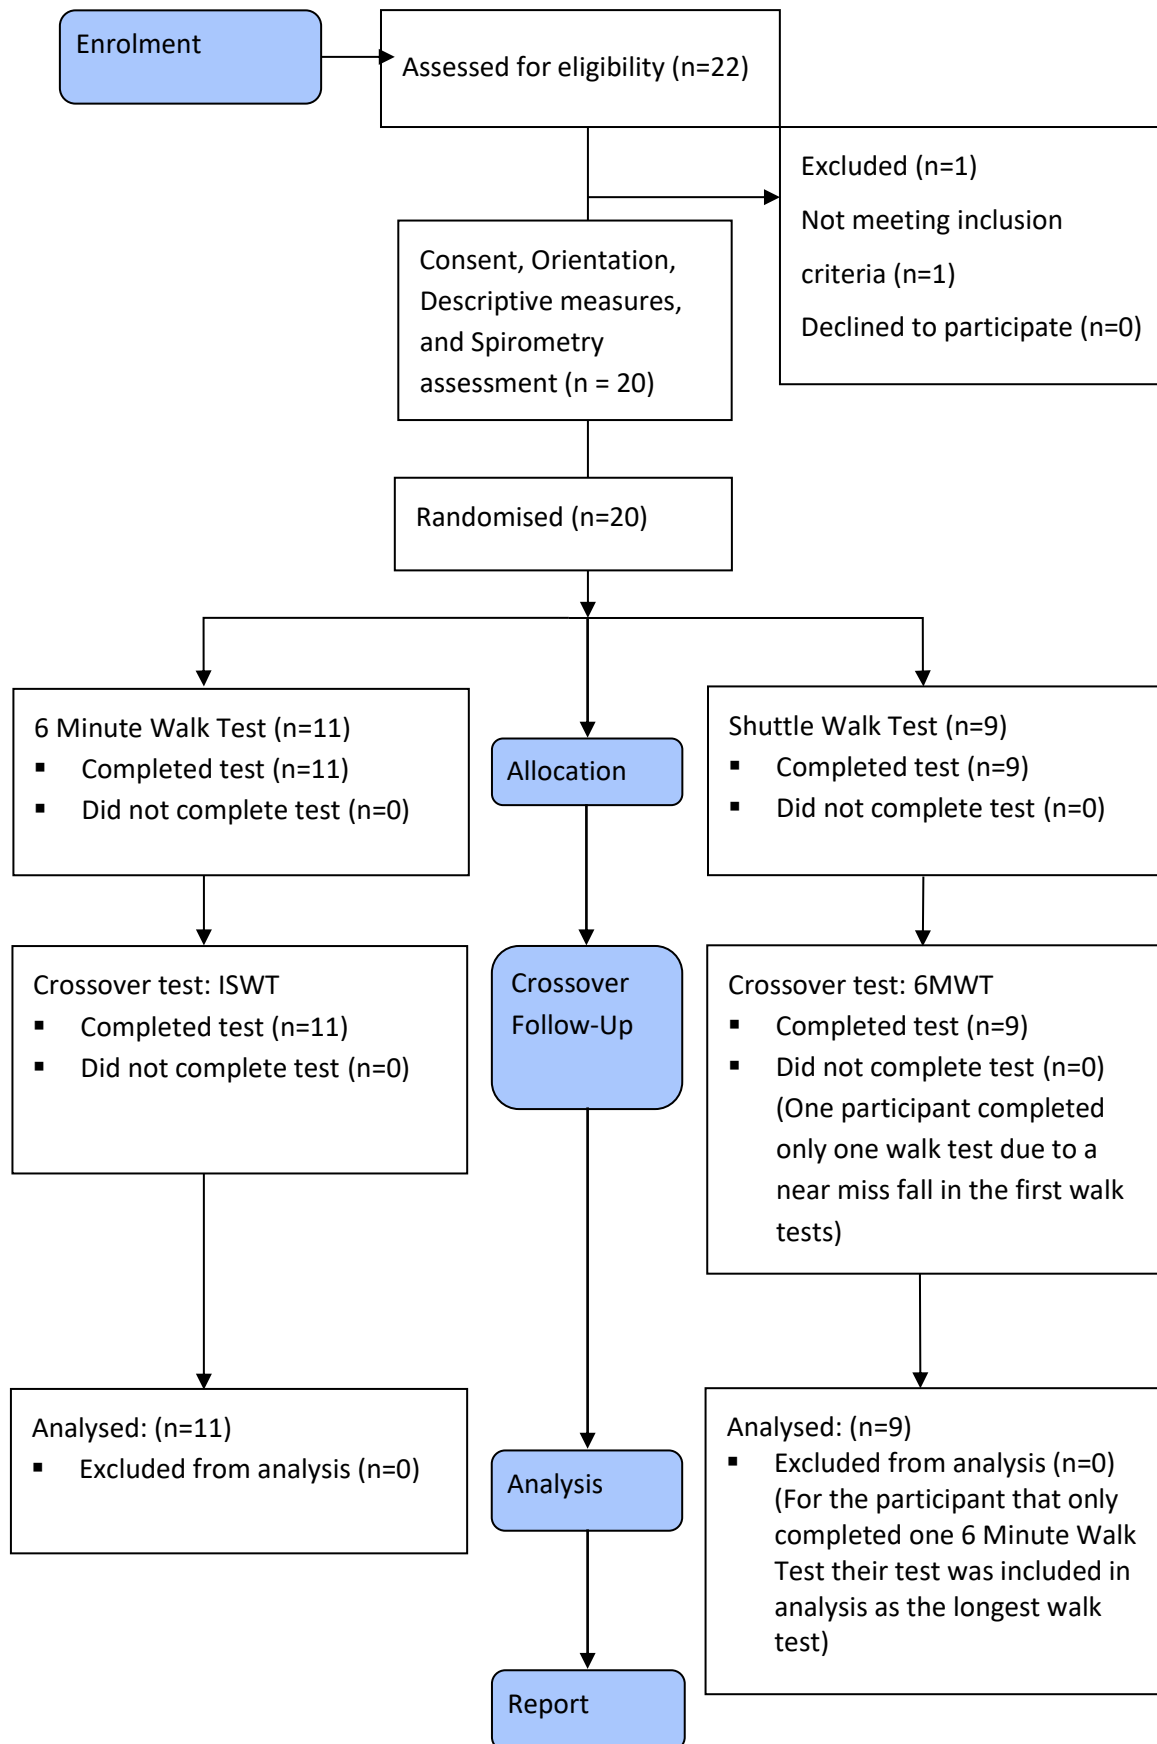 Enrolment
Assessed for eligibility (n=22)
Excluded (n=1)
Not meeting inclusion
criteria (n=1)
Declined to participate (n=0)
Consent, Orientation,
Descriptive measures,
and Spirometry
assessment (n = 20)
Randomised (n=20)
6 Minute Walk Test (n=11)
▪ Completed test (n=11)
▪ Did not complete test (n=0)
Allocation
Shuttle Walk Test (n=9)
▪ Completed test (n=9)
▪ Did not complete test (n=0)
Crossover test: ISWT
▪ Completed test (n=11)
▪ Did not complete test (n=0)
Crossover
Follow-Up
Crossover test: 6MWT
▪ Completed test (n=9)
▪ Did not complete test (n=0)
(One participant completed
only one walk test due to a
near miss fall in the first walk
tests)
Analysed: (n=11)
▪ Excluded from analysis (n=0)
Analysis
Analysed: (n=9)
▪ Excluded from analysis (n=0)
(For the participant that only
completed one 6 Minute Walk
Test their test was included in
analysis as the longest walk
test)
Report